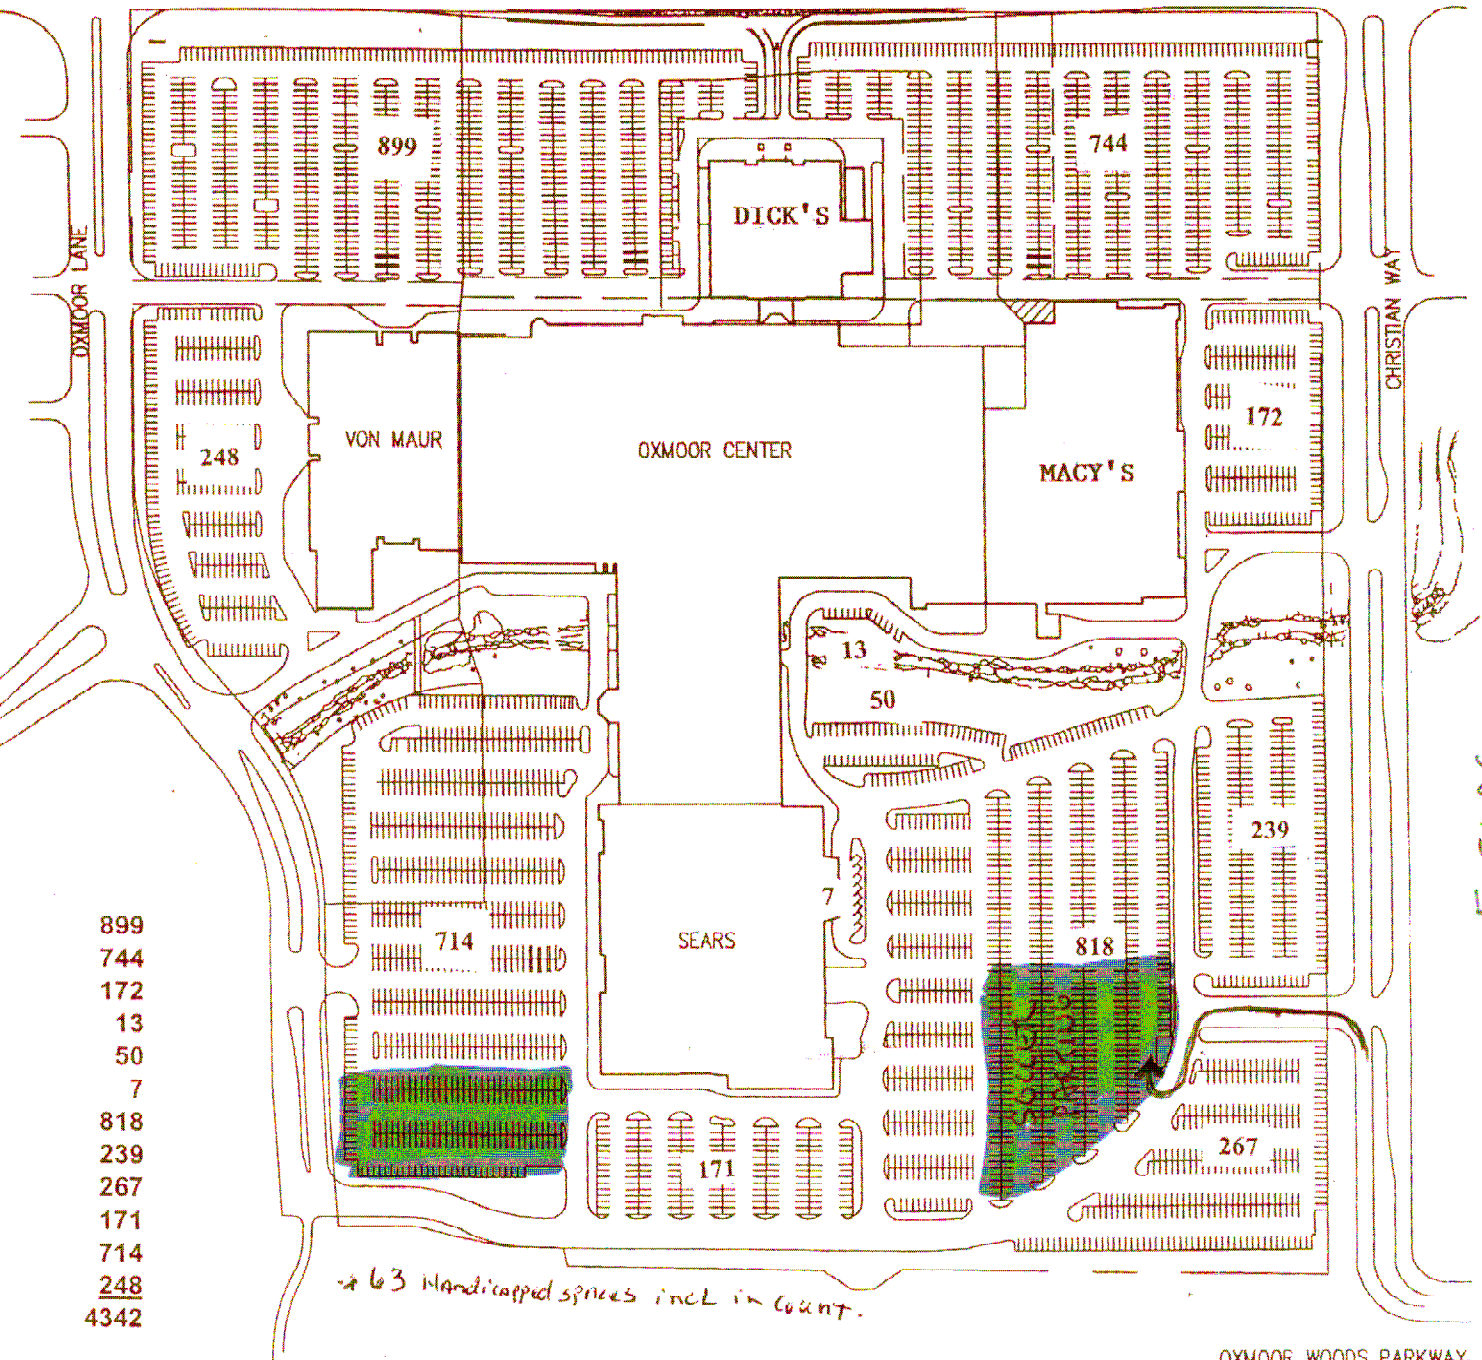 899
744
DICK'S
OXMOOR LANE
CHRISTIAN WAY
172
248
VON MAUR
OXMOOR CENTER
MACY'S
13
50
239
7
714
SEARS
818
267
171
899
744
172
13
50
7
818
239
267
171
714
248
4342
63 Handicapped spaces incl in count.
OXMOOR WOODS PARKWAY